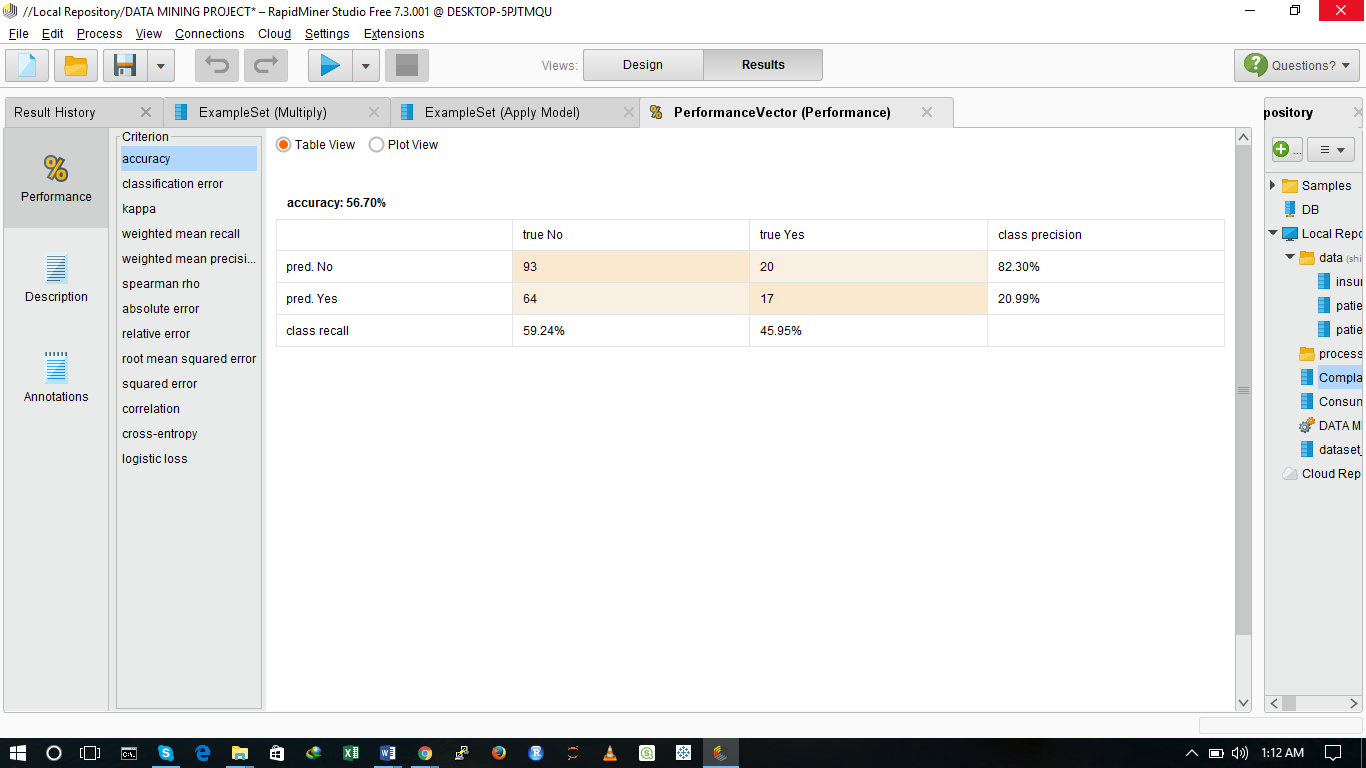 //Local Repository/DATA MINING PROJECT* – RapidMiner Studio Free 7.3.001 @ DESKTOP-5PJTMQU
File Edit Process View Connections Cloud Settings Extensions
Views: Design Results Questions?
Result History ExampleSet (Multiply) ExampleSet (Apply Model) PerformanceVector (Performance) pository
% Performance
Description
Annotations
Criterion
accuracy
classification error
kappa
weighted mean recall
weighted mean precisi...
spearman rho
absolute error
relative error
root mean squared error
squared error
correlation
cross-entropy
logistic loss
Table View Plot View
accuracy: 56.70%
true No true Yes class precision
pred. No 93 20 82.30%
pred. Yes 64 17 20.99%
class recall 59.24% 45.95%
...
Samples
DB
Local Repo
data (shi
insur
patie
patie
process
Compla
Consum
DATA M
dataset_
Cloud Rep
1:12 AM